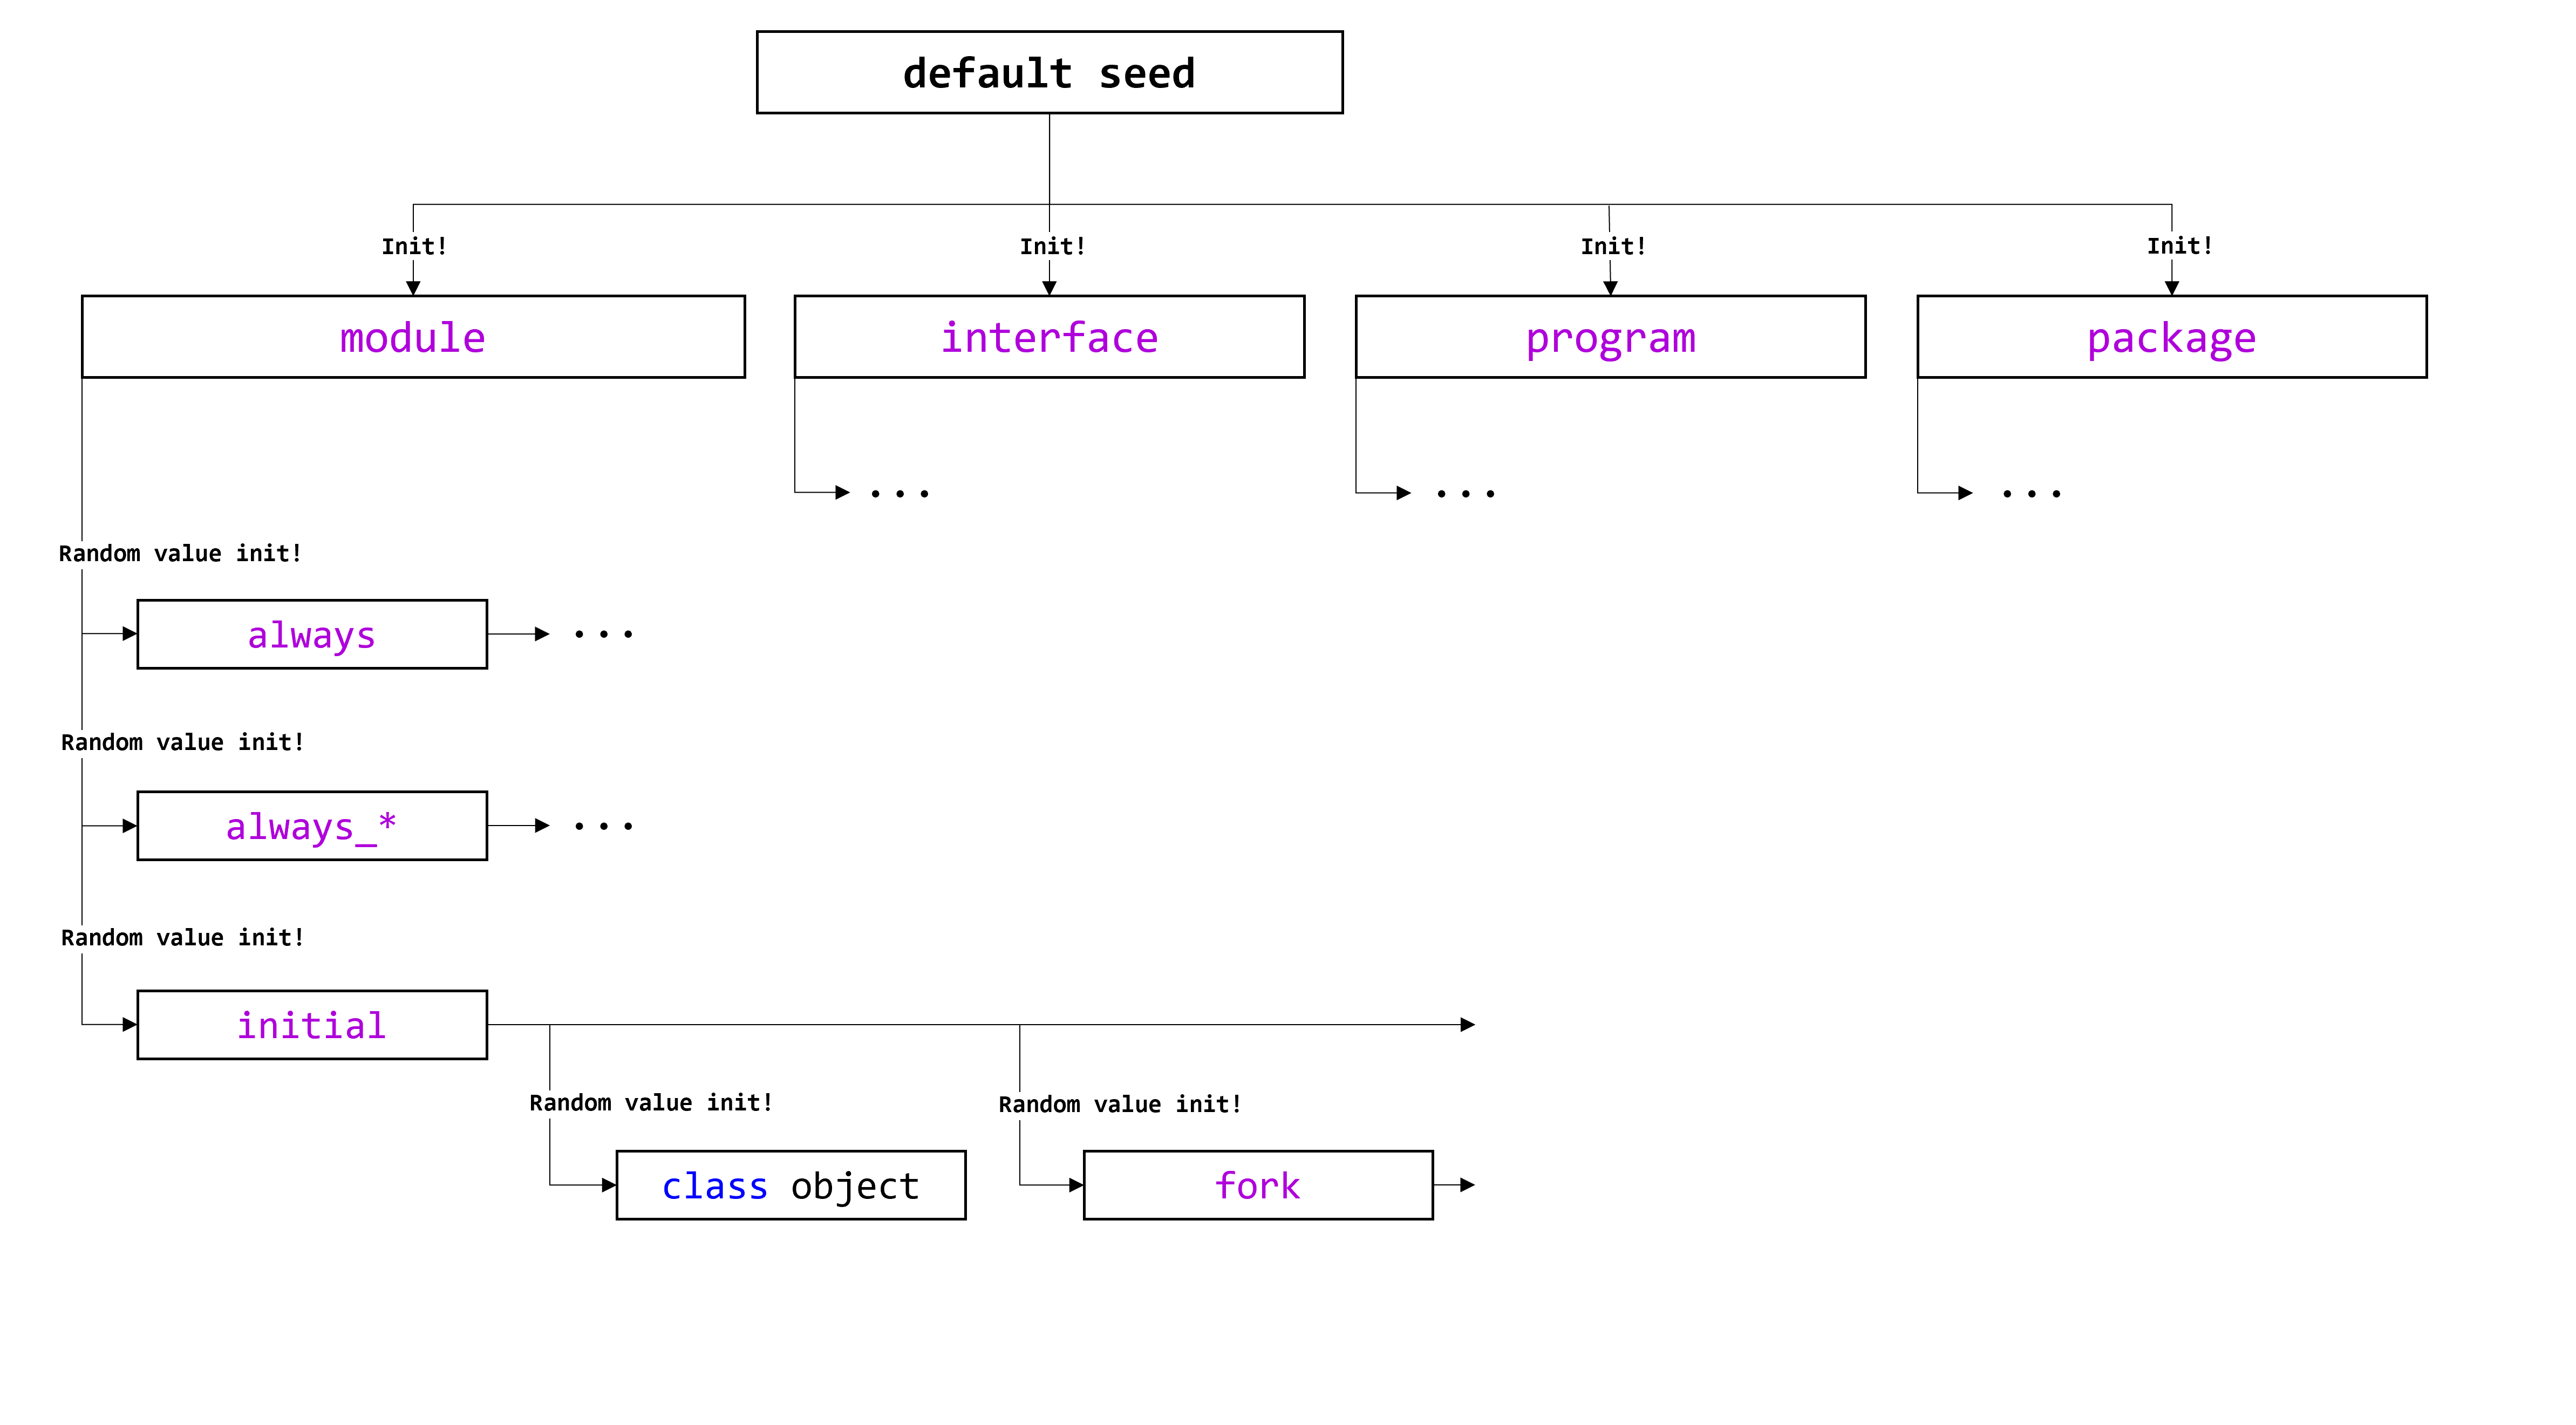 default seed
Init!
Init!
Init!
Init!
module
interface
program
package
...
...
...
Random value init!
always
...
Random value init!
always_*
...
Random value init!
initial
Random value init!
Random value init!
class object
fork